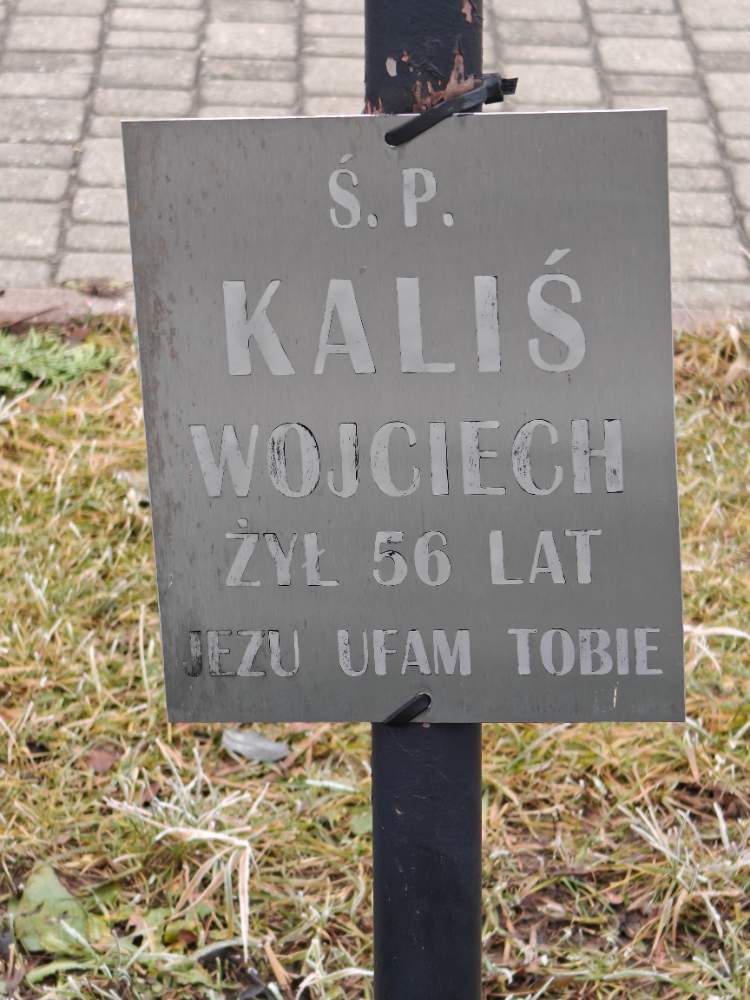 Ś. P.
KALIŚ
WOJCIECH
ŻYŁ 56 LAT
JEZU UFAM TOBIE